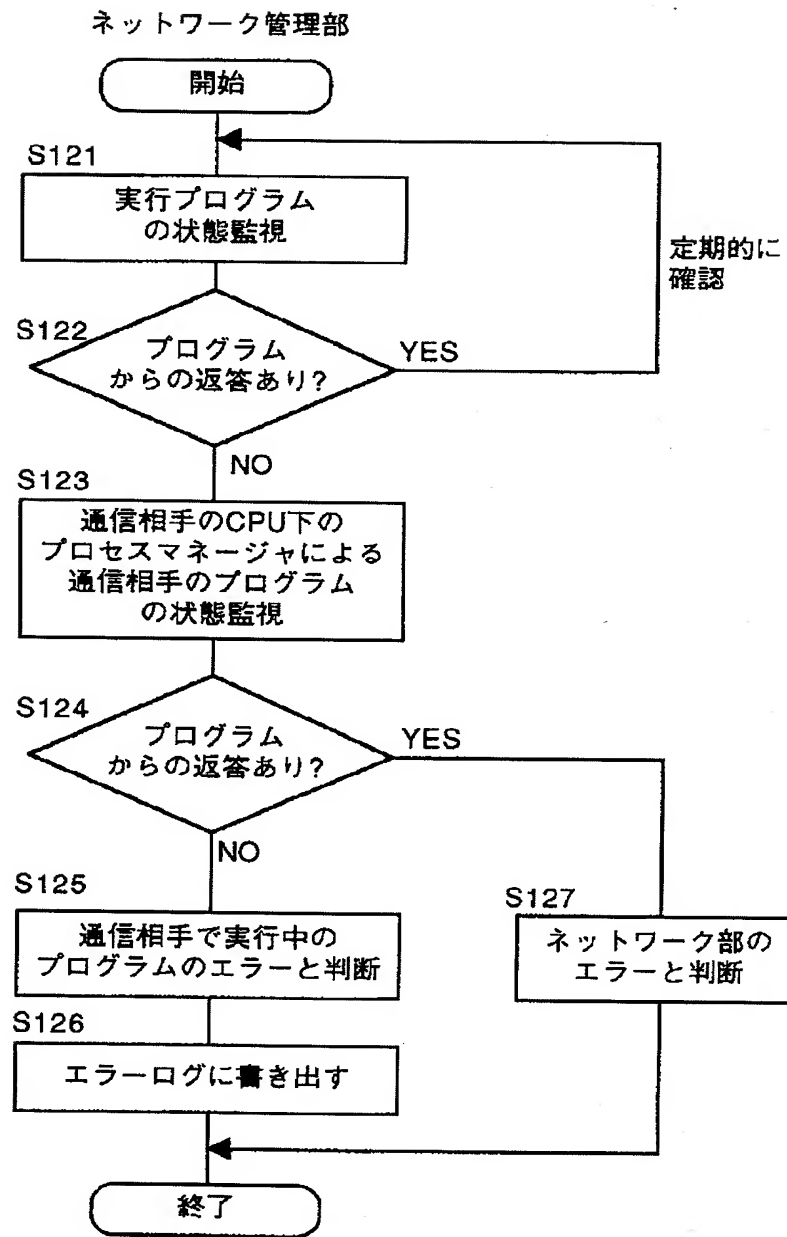 ネットワーク管理部
開始
S121
実行プログラム
の状態監視
定期的に
確認
S122
プログラム
からの返答あり?
YES
NO
S123
通信相手のCPU下の
プロセスマネージャによる
通信相手のプログラム
の状態監視
S124
プログラム
からの返答あり?
YES
NO
S125
通信相手で実行中の
プログラムのエラーと判断
S127
ネットワーク部の
エラーと判断
S126
エラーログに書き出す
終了